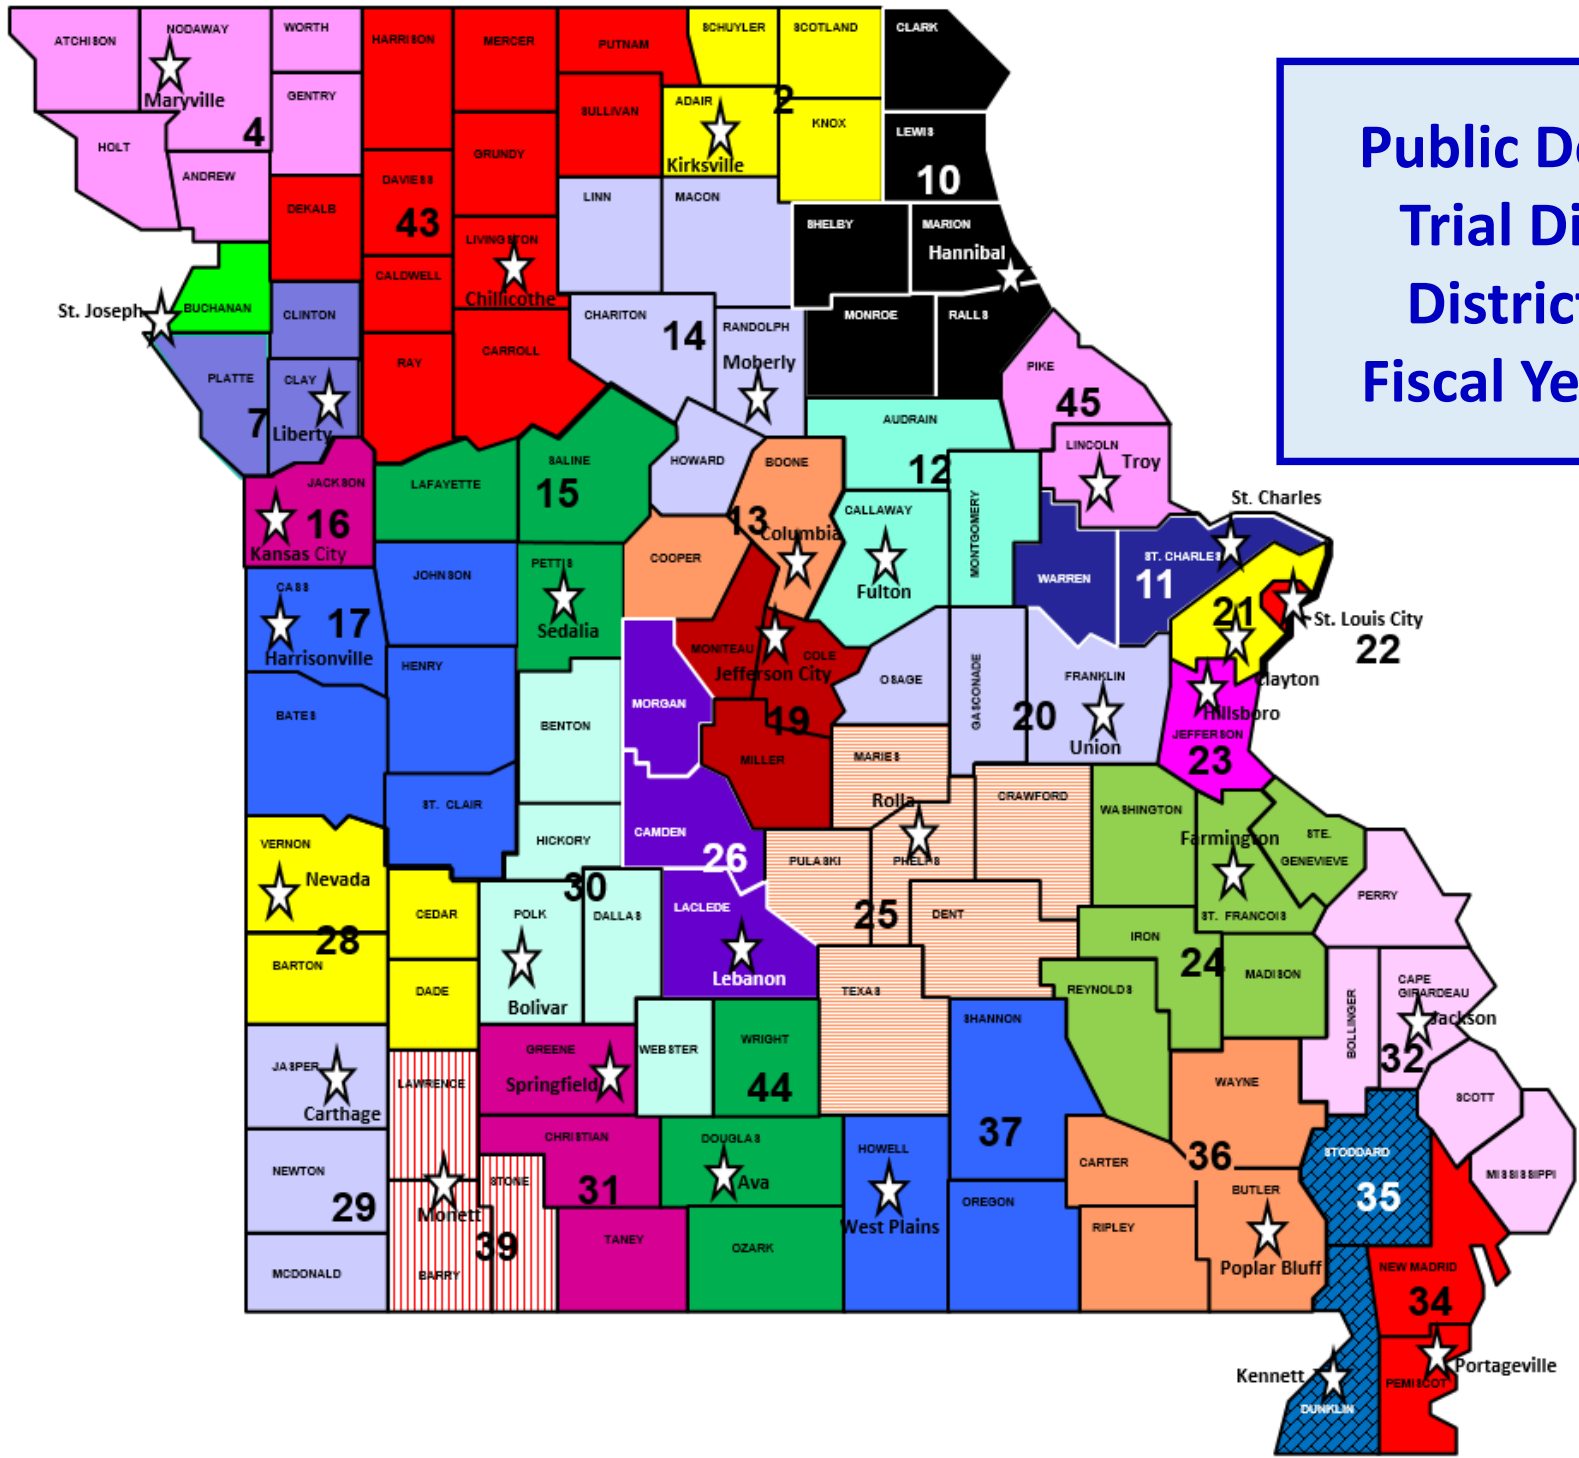 ATCHISON
NODAWAY
Maryville
WORTH
HARRISON
MERCER
PUTNAM
SCHUYLER
SCOTLAND
CLARK
GENTRY
4
HOLT
ANDREW
SULLIVAN
ADAIR
2
Kirksville
KNOX
LEWIS
10
GRUNDY
DAVIESS
43
DEKALB
LINN
MACON
SHELBY
MARION
Hannibal
LIVINGSTON
Chillicothe
CALDWELL
St. Joseph
BUCHANAN
CLINTON
CHARITON
14
RANDOLPH
Moberly
MONROE
RALLS
Public De
Trial Di
District
Fiscal Ye
PLATTE
7
CLAY
Liberty
RAY
CARROLL
PIKE
45
AUDRAIN
12
LINCOLN
Troy
JACKSON
16
Kansas City
LAFAYETTE
SALINE
15
HOWARD
BOONE
13
Columbia
CALLAWAY
Fulton
MONTGOMERY
St. Charles
ST. CHARLES
11
WARREN
COOPER
JOHNSON
PETTIS
Sedalia
CASS
17
Harrisonville
21
Clayton
St. Louis City
22
MONITEAU
COLE
Jefferson City
19
OSAGE
GASCONADE
20
FRANKLIN
Union
Hillsboro
JEFFERSON
23
HENRY
BATES
BENTON
MORGAN
MILLER
MARIES
Rolla
CRAWFORD
WASHINGTON
Farmington
STE.
GENEVIEVE
ST. CLAIR
HICKORY
CAMDEN
26
PULASKI
PHELPS
VERNON
Nevada
30
CEDAR
POLK
Bolivar
DALLAS
LACLEDE
Lebanon
25
DENT
ST. FRANCOIS
PERRY
28
BARTON
DADE
IRON
24
MADISON
REYNOLDS
TEXAS
BOLLINGER
CAPE
GIRARDEAU
Jackson
32
SHANNON
JASPER
Carthage
LAWRENCE
GREENE
Springfield
WEBSTER
WRIGHT
44
37
WAYNE
SCOTT
NEWTON
29
Monett
STONE
CHRISTIAN
31
DOUGLAS
Ava
HOWELL
West Plains
OREGON
CARTER
36
BUTLER
Poplar Bluff
STODDARD
35
MISSISSIPPI
MCDONALD
BARRY
39
TANEY
OZARK
RIPLEY
NEW MADRID
34
Kennett
DUNKLIN
PEMISCOT
Portageville